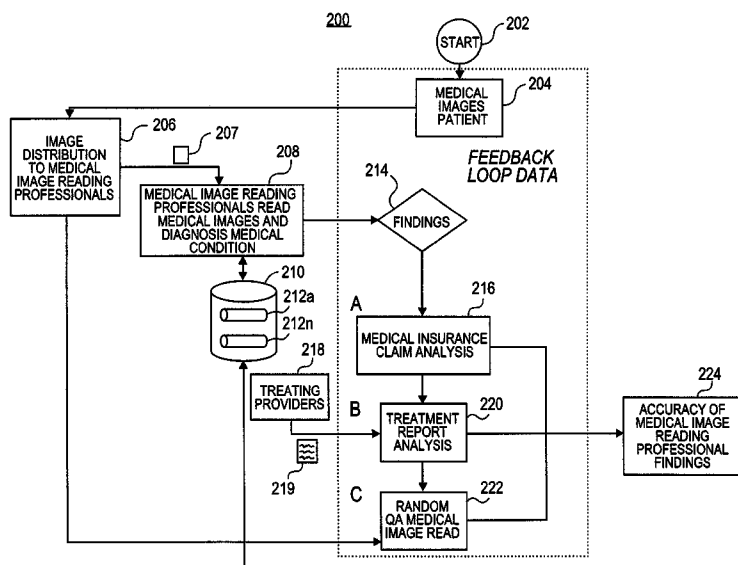 200
START
202
MEDICAL
IMAGES
PATIENT
204
206
207
IMAGE
DISTRIBUTION
TO MEDICAL
IMAGE READING
PROFESSIONALS
208
MEDICAL IMAGE READING
PROFESSIONALS READ
MEDICAL IMAGES AND
DIAGNOSIS MEDICAL
CONDITION
FEEDBACK
LOOP DATA
214
FINDINGS
210
212a
212n
A
216
MEDICAL INSURANCE
CLAIM ANALYSIS
218
TREATING
PROVIDERS
219
B
220
TREATMENT
REPORT
ANALYSIS
224
ACCURACY OF
MEDICAL IMAGE
READING
PROFESSIONAL
FINDINGS
C
222
RANDOM
QA MEDICAL
IMAGE READ